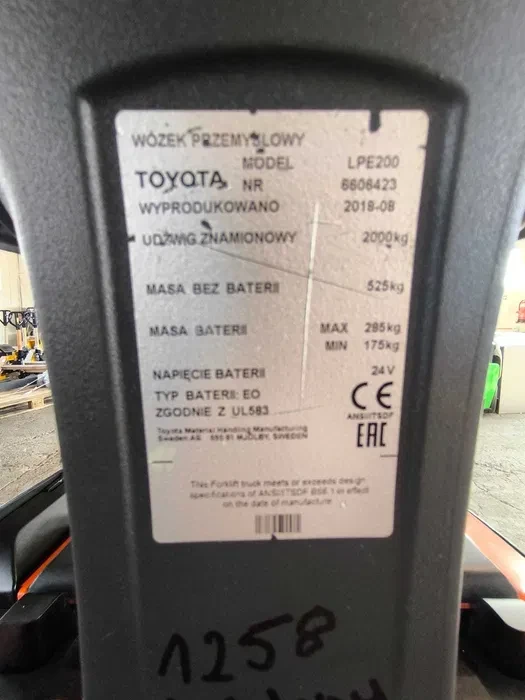 WÓZEK PRZEMYSŁOWY
MODEL LPE200
TOYOTA NR 6606423
WYPRODUKOWANO 2018-08
UDŹWIG ZNAMIONOWY 2000kg
MASA BEZ BATERII 525kg
MASA BATERII MAX 285kg
MIN 175kg
NAPIĘCIE BATERII 24V
TYP BATERII: EO
ZGODNIE Z UL583
CE
ANSI/ITSDF
EAC
Toyota Material Handling Manufacturing
Sweden AB 595 81 MJÖLBY, SWEDEN
This Forklift truck meets or exceeds design
specifications of ANSI/ITSDF B56.1 in effect
on the date of manufacture
1258